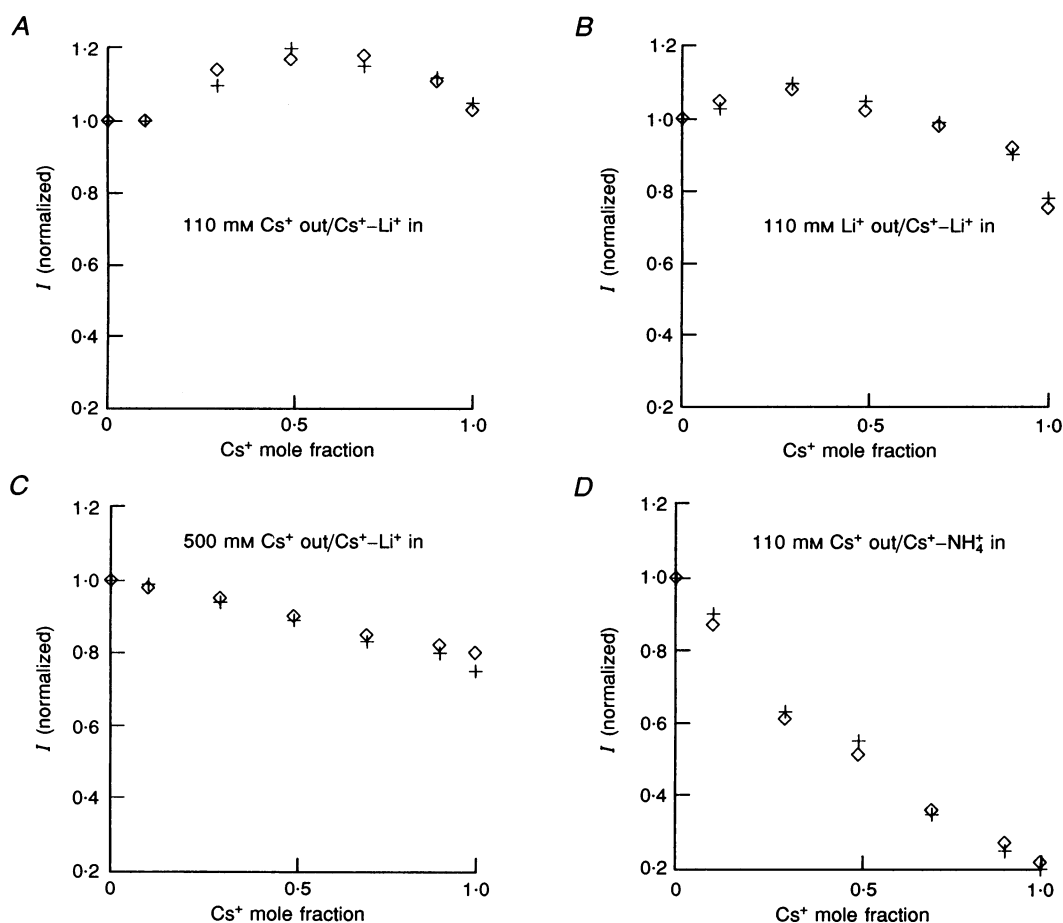 A
1·2
1·0
0·8
0·6
0·4
0·2
I (normalized)
110 mM Cs⁺ out/Cs⁺–Li⁺ in
0
0·5
1·0
Cs⁺ mole fraction
B
1·2
1·0
0·8
0·6
0·4
0·2
I (normalized)
110 mM Li⁺ out/Cs⁺–Li⁺ in
0
0·5
1·0
Cs⁺ mole fraction
C
1·2
1·0
0·8
0·6
0·4
0·2
I (normalized)
500 mM Cs⁺ out/Cs⁺–Li⁺ in
0
0·5
1·0
Cs⁺ mole fraction
D
1·2
1·0
0·8
0·6
0·4
0·2
I (normalized)
110 mM Cs⁺ out/Cs⁺–NH₄⁺ in
0
0·5
1·0
Cs⁺ mole fraction